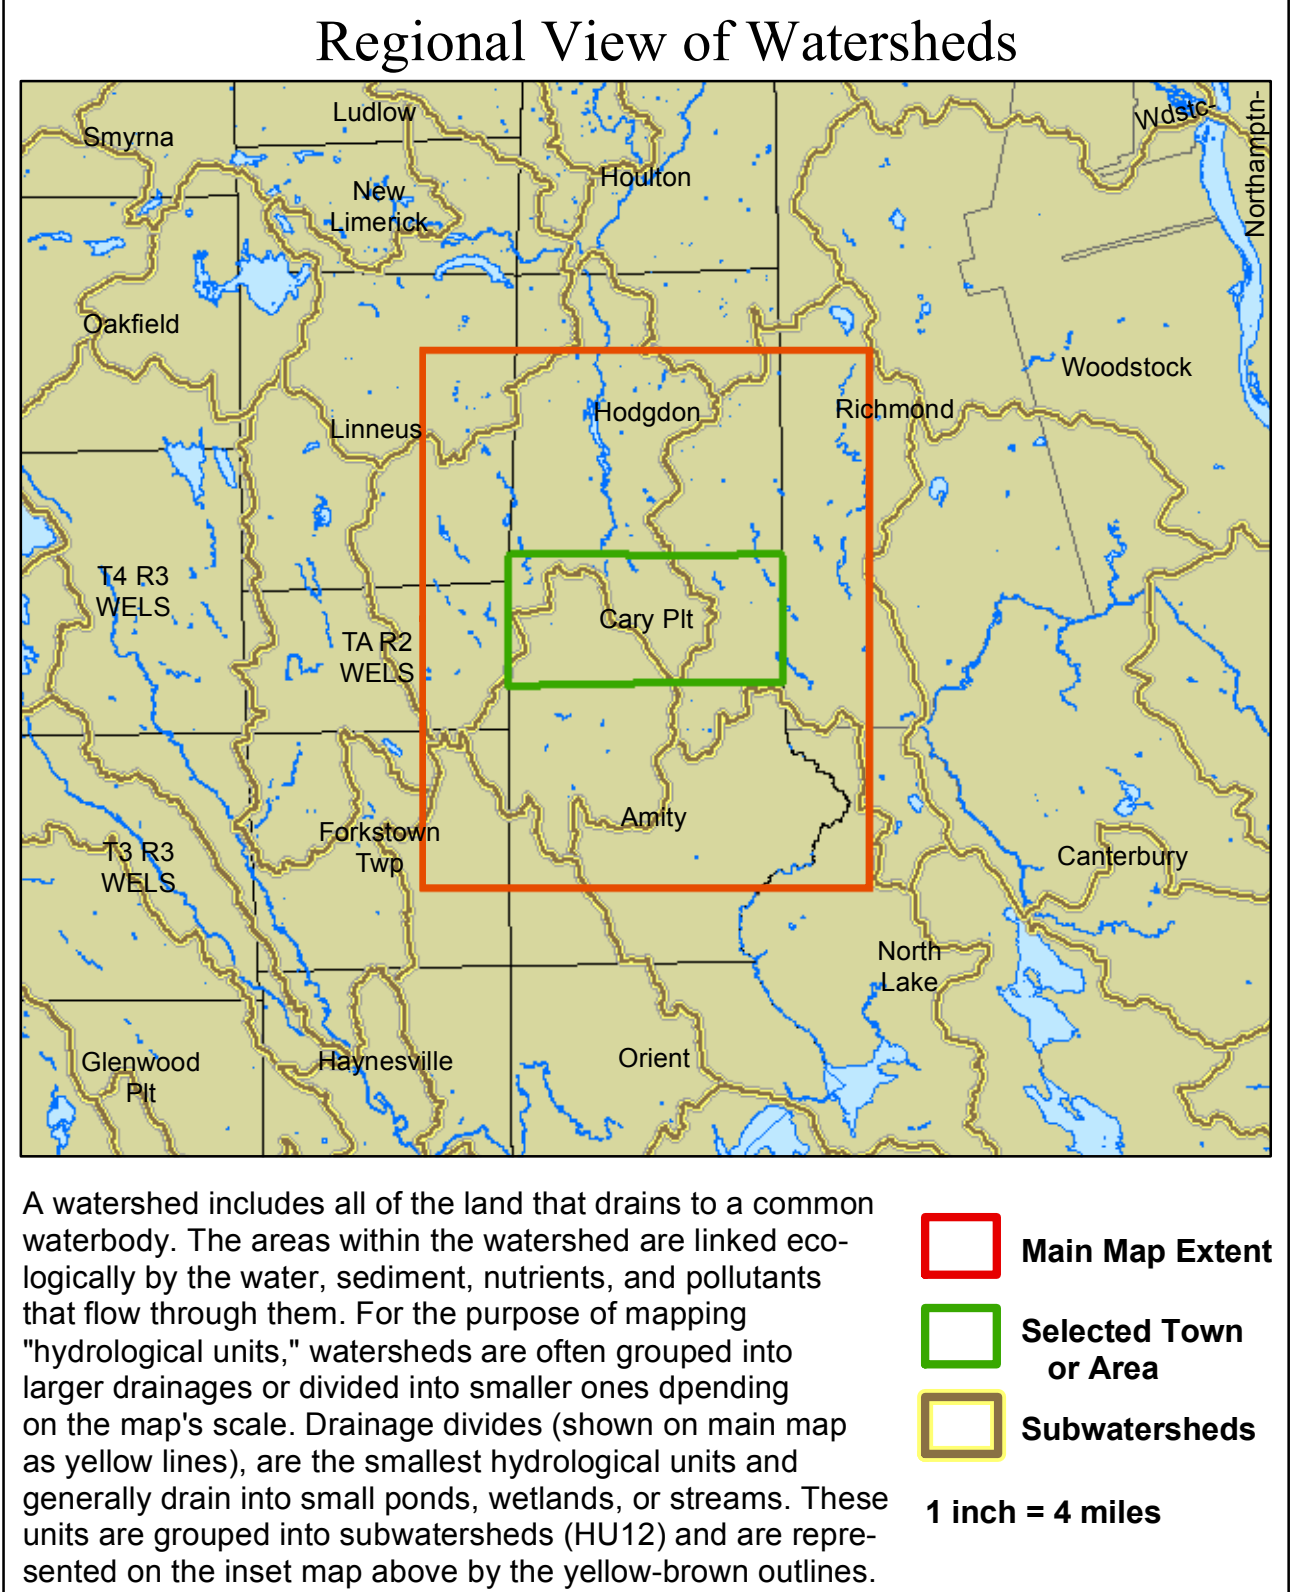 Regional View of Watersheds
Ludlow
Wdstc-
Smyrna
Northamptn-
Houlton
New
Limerick
Oakfield
Woodstock
Hodgdon
Richmond
Linneus
T4 R3
WELS
Cary Plt
TA R2
WELS
Amity
Forkstown
Twp
T3 R3
WELS
Canterbury
North
Lake
Orient
Haynesville
Glenwood
Plt
A watershed includes all of the land that drains to a common
waterbody. The areas within the watershed are linked eco-
logically by the water, sediment, nutrients, and pollutants
that flow through them. For the purpose of mapping
"hydrological units," watersheds are often grouped into
larger drainages or divided into smaller ones dpending
on the map's scale. Drainage divides (shown on main map
as yellow lines), are the smallest hydrological units and
generally drain into small ponds, wetlands, or streams. These
units are grouped into subwatersheds (HU12) and are repre-
sented on the inset map above by the yellow-brown outlines.
Main Map Extent
Selected Town
or Area
Subwatersheds
1 inch = 4 miles